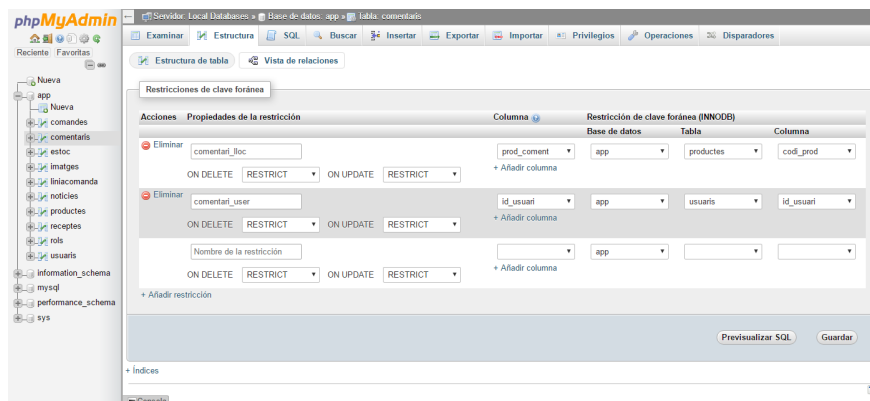 phpMyAdmin
Reciente Favoritas
Nueva
app
Nueva
comandes
comentaris
estoc
imatges
liniacomanda
noticies
productes
receptes
rols
usuaris
information_schema
mysql
performance_schema
sys
Servidor: Local Databases » Base de datos: app » Tabla: comentaris
Examinar Estructura SQL Buscar Insertar Exportar Importar Privilegios Operaciones Disparadores
Estructura de tabla Vista de relaciones
Restricciones de clave foránea
Acciones Propiedades de la restricción Columna Restricción de clave foránea (INNODB)
Base de datos Tabla Columna
Eliminar comentari_lloc prod_coment app productes codi_prod
ON DELETE RESTRICT ON UPDATE RESTRICT + Añadir columna
Eliminar comentari_user id_usuari app usuaris id_usuari
ON DELETE RESTRICT ON UPDATE RESTRICT + Añadir columna
Nombre de la restricción app
ON DELETE RESTRICT ON UPDATE RESTRICT + Añadir columna
+ Añadir restricción
Previsualizar SQL Guardar
+ Índices
Consola